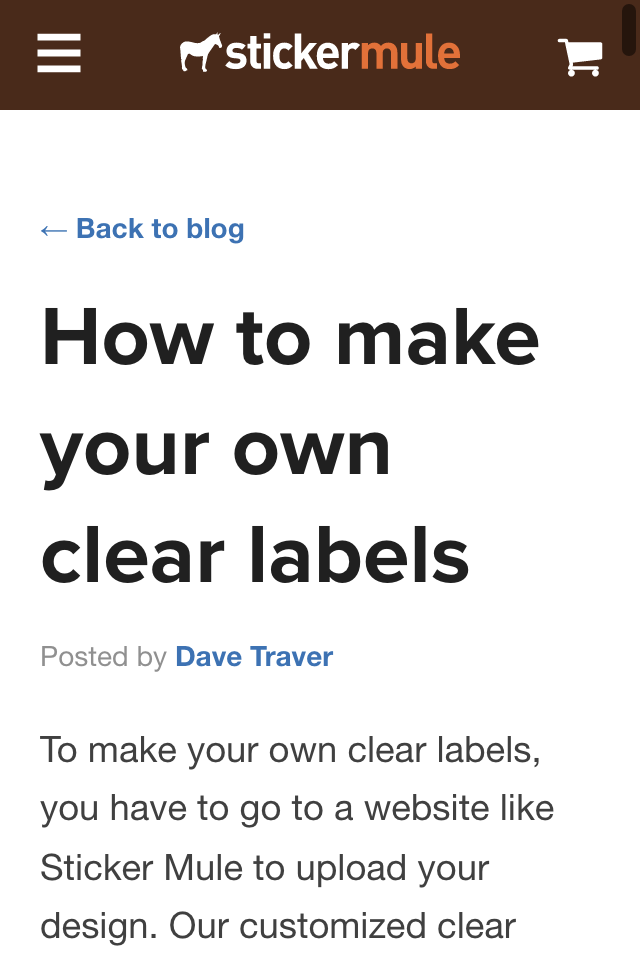 stickermule
← Back to blog
How to make
your own
clear labels
Posted by Dave Traver
To make your own clear labels,
you have to go to a website like
Sticker Mule to upload your
design. Our customized clear